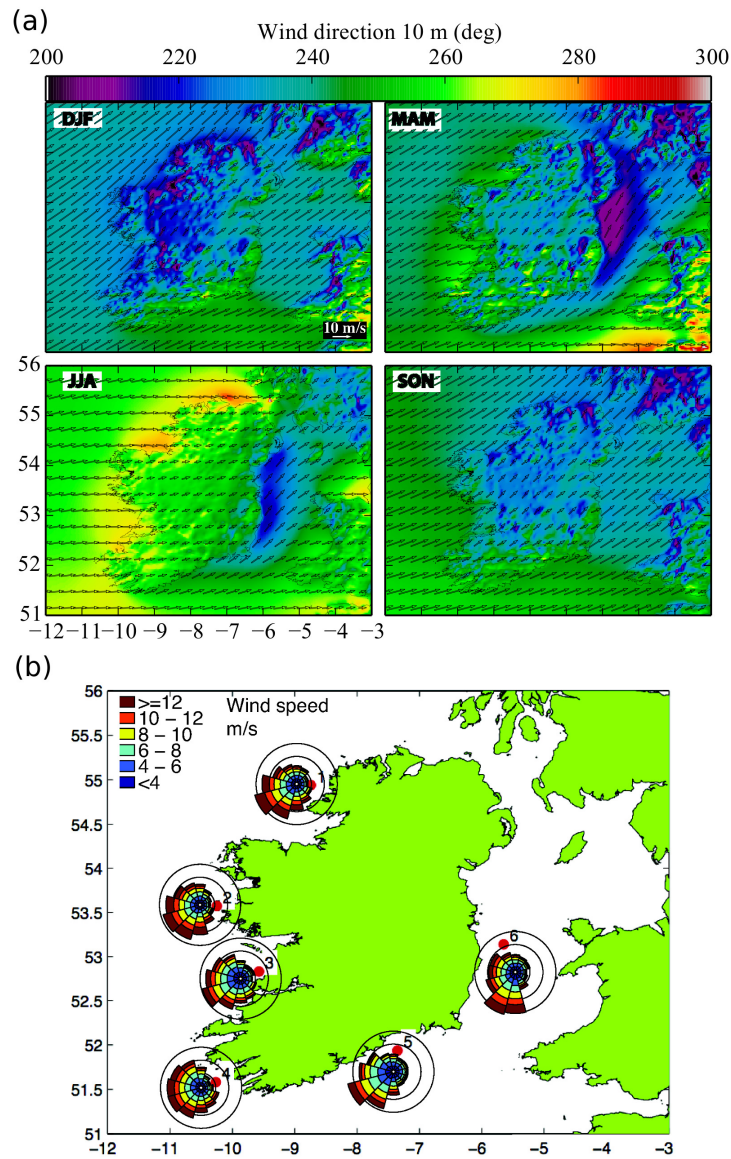 (a)
Wind direction 10 m (deg)
200 220 240 260 280 300
DJF
MAM
10 m/s
56
55
54
53
52
51
JJA
SON
−12 −11 −10 −9 −8 −7 −6 −5 −4 −3
(b)
56
55.5
55
54.5
54
53.5
53
52.5
52
51.5
51
Wind speed
m/s
>=12
10 − 12
8 − 10
6 − 8
4 − 6
<4
1
2
3
4
5
6
−12 −11 −10 −9 −8 −7 −6 −5 −4 −3